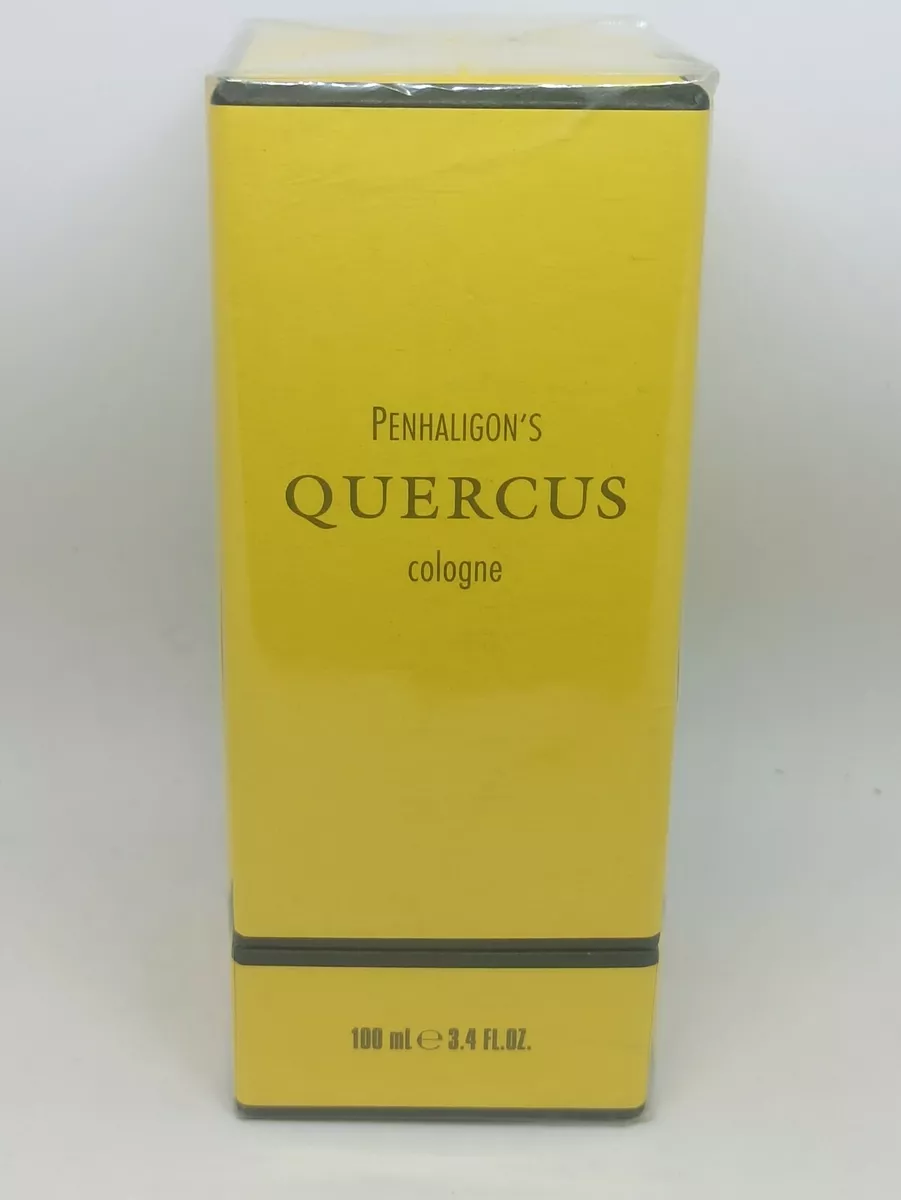 PENHALIGON'S
QUERCUS
cologne
100 ml ℮ 3.4 FL.OZ.